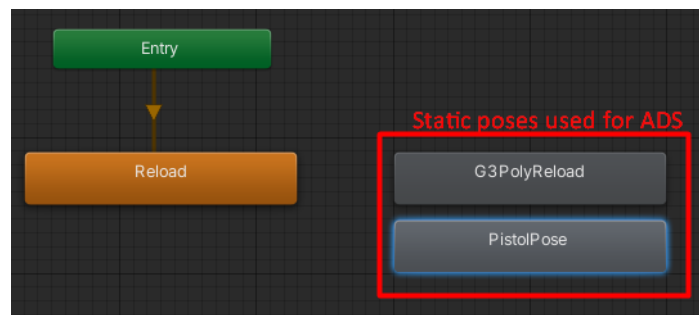 Entry
Static poses used for ADS
Reload
G3PolyReload
PistolPose